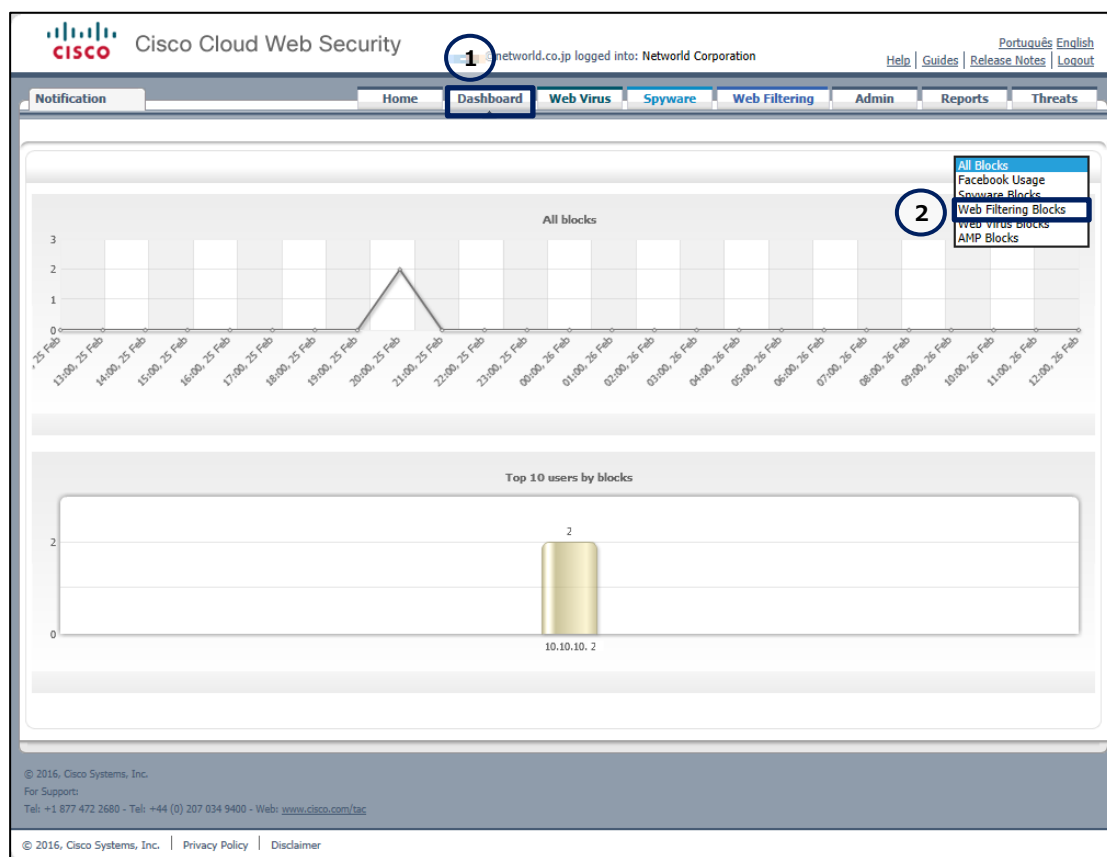 CISCO
Cisco Cloud Web Security
1
networld.co.jp logged into: Networld Corporation
Português English
Help | Guides | Release Notes | Logout
Notification
Home Dashboard Web Virus Spyware Web Filtering Admin Reports Threats
All Blocks
Facebook Usage
Spyware Blocks
2
Web Filtering Blocks
Web Virus Blocks
AMP Blocks
All blocks
3
2
1
0
, 25 Feb
13:00, 25 Feb
14:00, 25 Feb
15:00, 25 Feb
16:00, 25 Feb
17:00, 25 Feb
18:00, 25 Feb
19:00, 25 Feb
20:00, 25 Feb
21:00, 25 Feb
22:00, 25 Feb
23:00, 25 Feb
00:00, 26 Feb
01:00, 26 Feb
02:00, 26 Feb
03:00, 26 Feb
04:00, 26 Feb
05:00, 26 Feb
06:00, 26 Feb
07:00, 26 Feb
08:00, 26 Feb
09:00, 26 Feb
10:00, 26 Feb
11:00, 26 Feb
12:00, 26 Feb
Top 10 users by blocks
2
2
0
10.10.10. 2
© 2016, Cisco Systems, Inc.
For Support:
Tel: +1 877 472 2680 - Tel: +44 (0) 207 034 9400 - Web: www.cisco.com/tac
© 2016, Cisco Systems, Inc. | Privacy Policy | Disclaimer